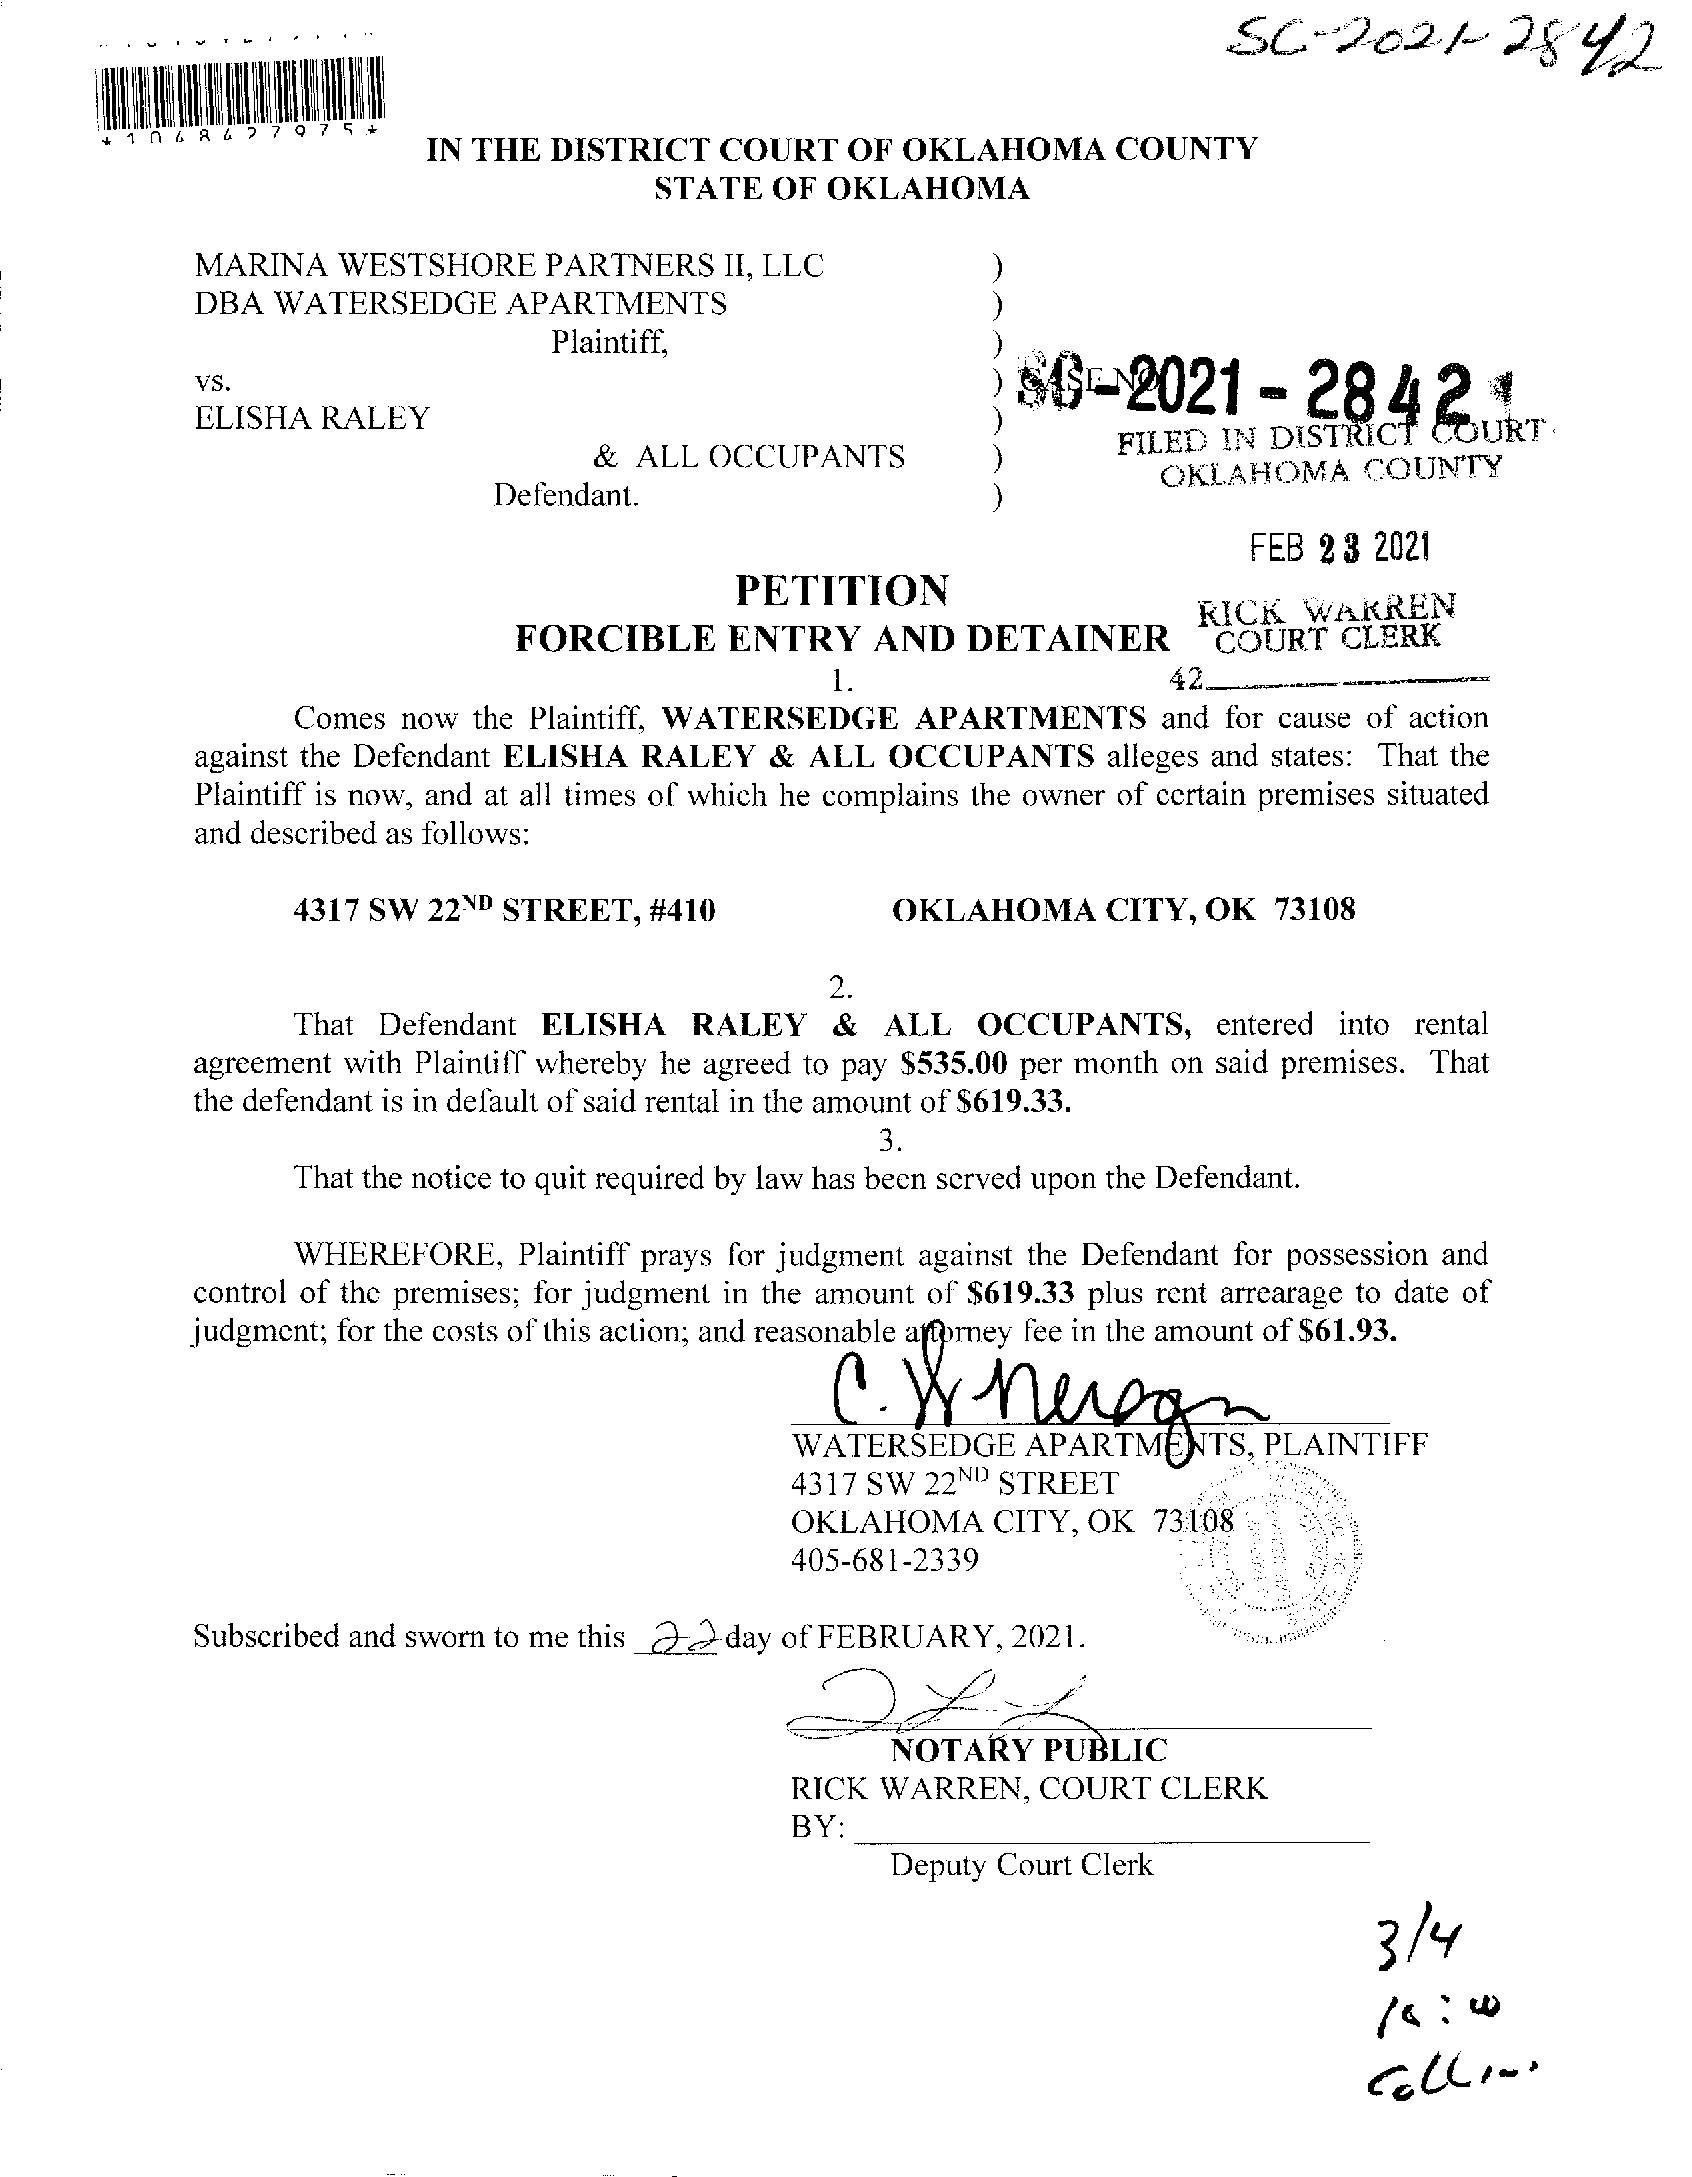 SC-2021-2842
*1048627975*
IN THE DISTRICT COURT OF OKLAHOMA COUNTY
STATE OF OKLAHOMA
MARINA WESTSHORE PARTNERS II, LLC )
DBA WATERSEDGE APARTMENTS )
Plaintiff, )
vs. ) CASE NO SC-2021-2842
ELISHA RALEY )
FILED IN DISTRICT COURT
& ALL OCCUPANTS )
OKLAHOMA COUNTY
Defendant. )
FEB 23 2021
PETITION
RICK WARREN
FORCIBLE ENTRY AND DETAINER
COURT CLERK
1.
42
Comes now the Plaintiff, WATERSEDGE APARTMENTS and for cause of action
against the Defendant ELISHA RALEY & ALL OCCUPANTS alleges and states: That the
Plaintiff is now, and at all times of which he complains the owner of certain premises situated
and described as follows:
4317 SW 22ND STREET, #410 OKLAHOMA CITY, OK 73108
2.
That Defendant ELISHA RALEY & ALL OCCUPANTS, entered into rental
agreement with Plaintiff whereby he agreed to pay $535.00 per month on said premises. That
the defendant is in default of said rental in the amount of $619.33.
3.
That the notice to quit required by law has been served upon the Defendant.
WHEREFORE, Plaintiff prays for judgment against the Defendant for possession and
control of the premises; for judgment in the amount of $619.33 plus rent arrearage to date of
judgment; for the costs of this action; and reasonable attorney fee in the amount of $61.93.
WATERSEDGE APARTMENTS, PLAINTIFF
4317 SW 22ND STREET
OKLAHOMA CITY, OK 73108
405-681-2339
Subscribed and sworn to me this 22 day of FEBRUARY, 2021.
NOTARY PUBLIC
RICK WARREN, COURT CLERK
BY:
Deputy Court Clerk
3/4